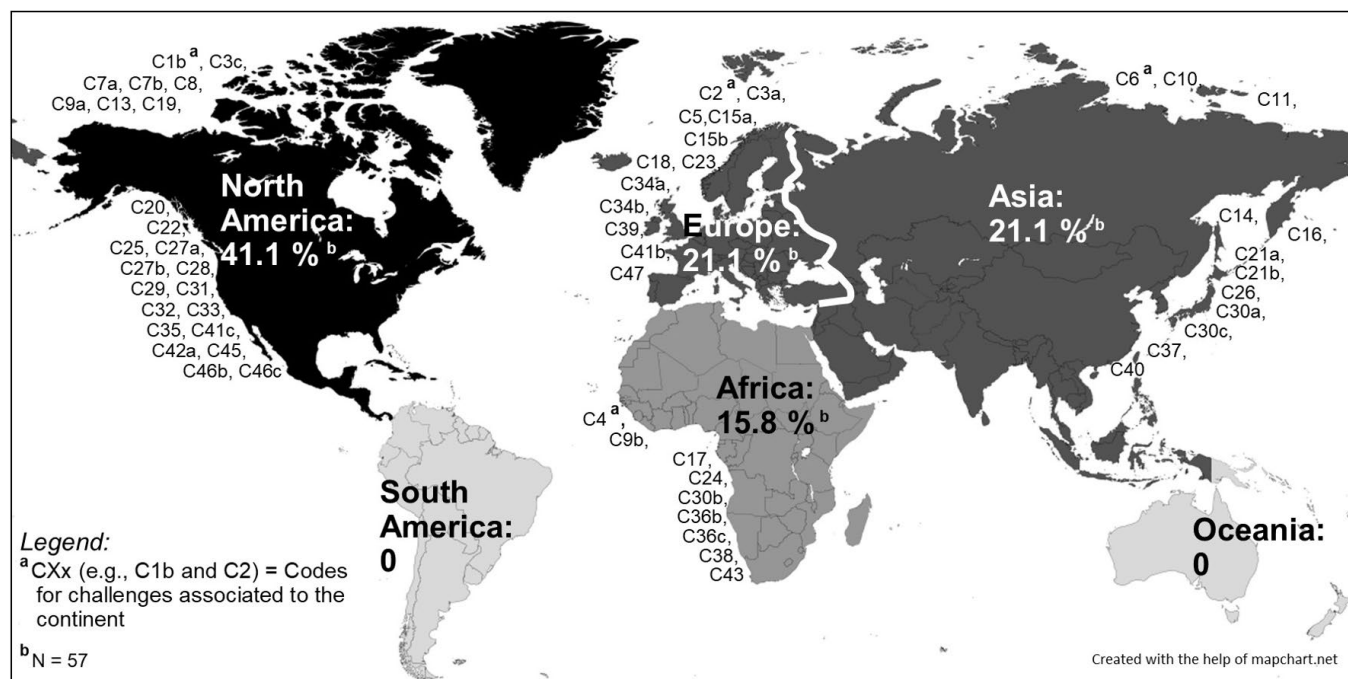 C1b a, C3c,
C7a, C7b, C8,
C9a, C13, C19,
North
America:
41.1 % b
C20,
C22,
C25, C27a,
C27b, C28,
C29, C31,
C32, C33,
C35, C41c,
C42a, C45,
C46b, C46c
C2 a, C3a,
C5,C15a,
C15b
C18, C23,
C34a,
C34b,
C39,
C41b,
C47
Europe:
21.1 % b
C6 a, C10,
C11,
Asia:
21.1 % b
C14,
C16,
C21a,
C21b,
C26,
C30a,
C30c,
C37,
C40
Africa:
15.8 % b
C4 a,
C9b,
C17,
C24,
C30b,
C36b,
C36c,
C38,
C43
South
America:
0
Oceania:
0
Legend:
a CXx (e.g., C1b and C2) = Codes
for challenges associated to the
continent
b N = 57
Created with the help of mapchart.net